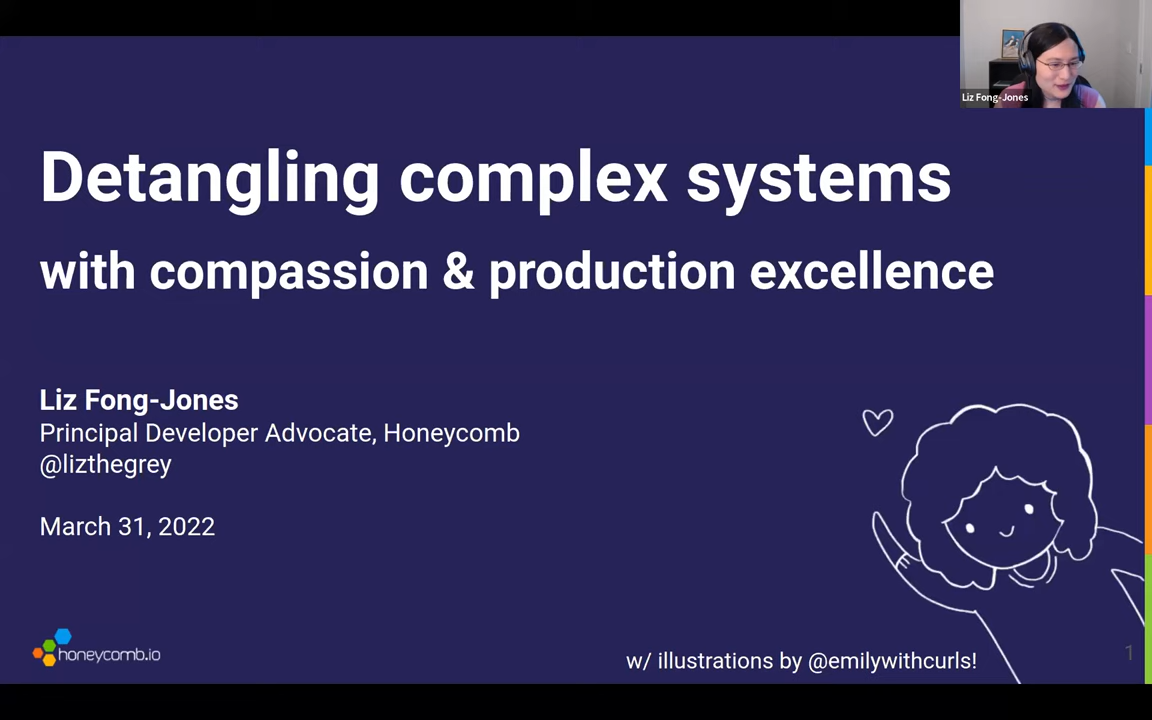 Liz Fong-Jones
Detangling complex systems
with compassion & production excellence
Liz Fong-Jones
Principal Developer Advocate, Honeycomb
@lizthegrey
March 31, 2022
honeycomb.io
w/ illustrations by @emilywithcurls!
1